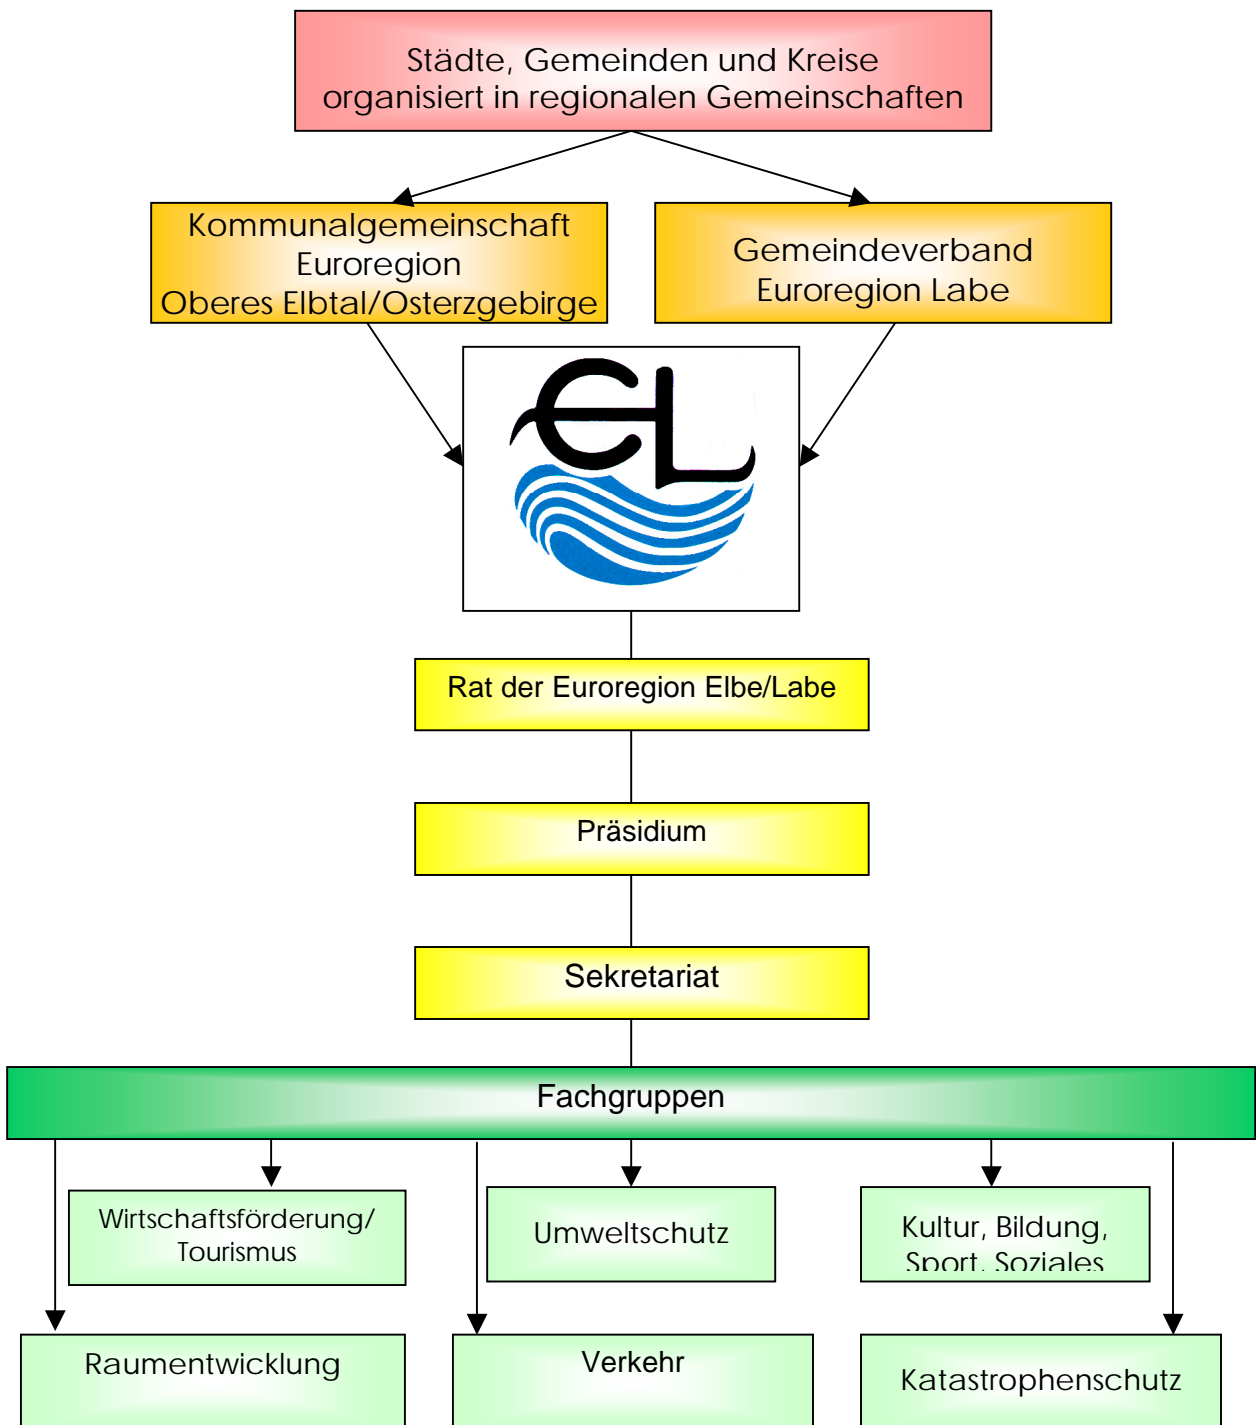 Städte, Gemeinden und Kreise
organisiert in regionalen Gemeinschaften
Kommunalgemeinschaft
Euroregion
Oberes Elbtal/Osterzgebirge
Gemeindeverband
Euroregion Labe
EL
Rat der Euroregion Elbe/Labe
Präsidium
Sekretariat
Fachgruppen
Wirtschaftsförderung/
Tourismus
Umweltschutz
Kultur, Bildung,
Sport, Soziales
Raumentwicklung
Verkehr
Katastrophenschutz